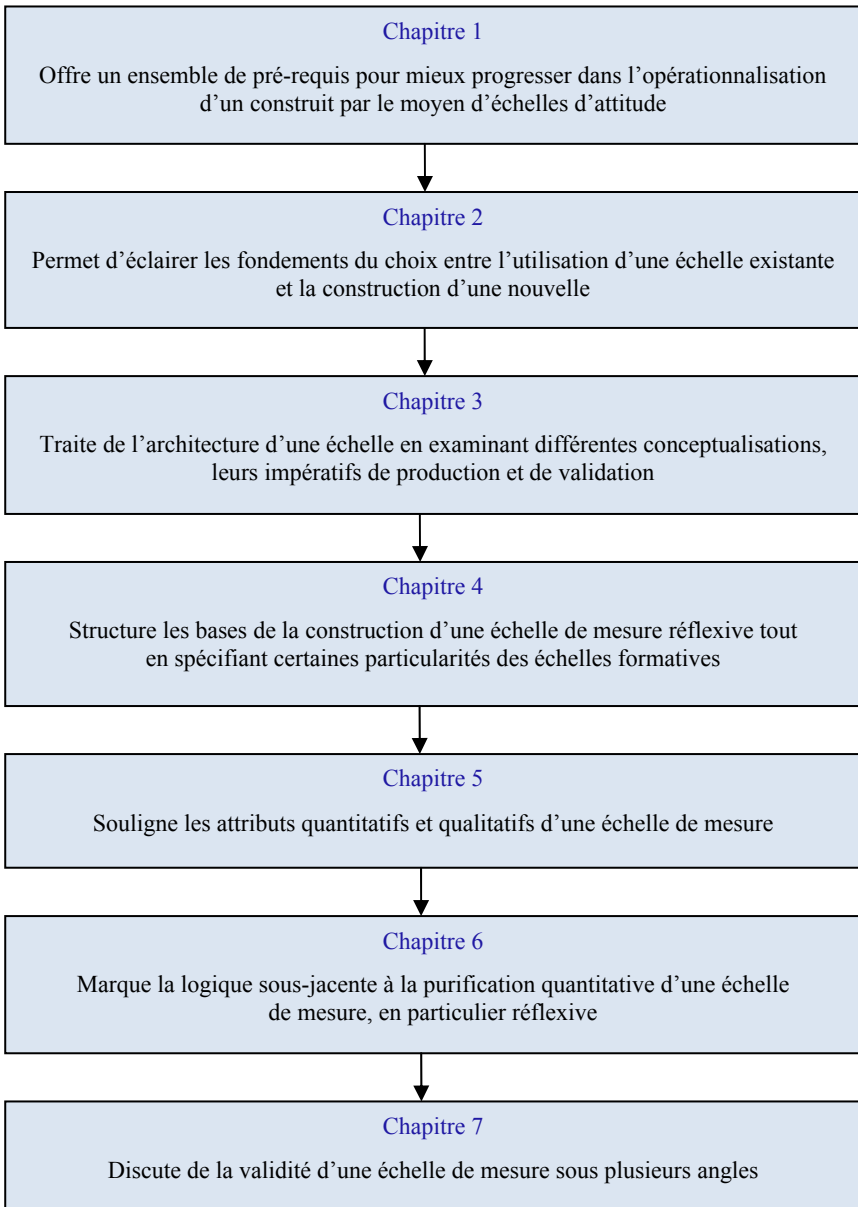 Chapitre 1
Offre un ensemble de pré-requis pour mieux progresser dans l’opérationnalisation
d’un construit par le moyen d’échelles d’attitude
Chapitre 2
Permet d’éclairer les fondements du choix entre l’utilisation d’une échelle existante
et la construction d’une nouvelle
Chapitre 3
Traite de l’architecture d’une échelle en examinant différentes conceptualisations,
leurs impératifs de production et de validation
Chapitre 4
Structure les bases de la construction d’une échelle de mesure réflexive tout
en spécifiant certaines particularités des échelles formatives
Chapitre 5
Souligne les attributs quantitatifs et qualitatifs d’une échelle de mesure
Chapitre 6
Marque la logique sous-jacente à la purification quantitative d’une échelle
de mesure, en particulier réflexive
Chapitre 7
Discute de la validité d’une échelle de mesure sous plusieurs angles